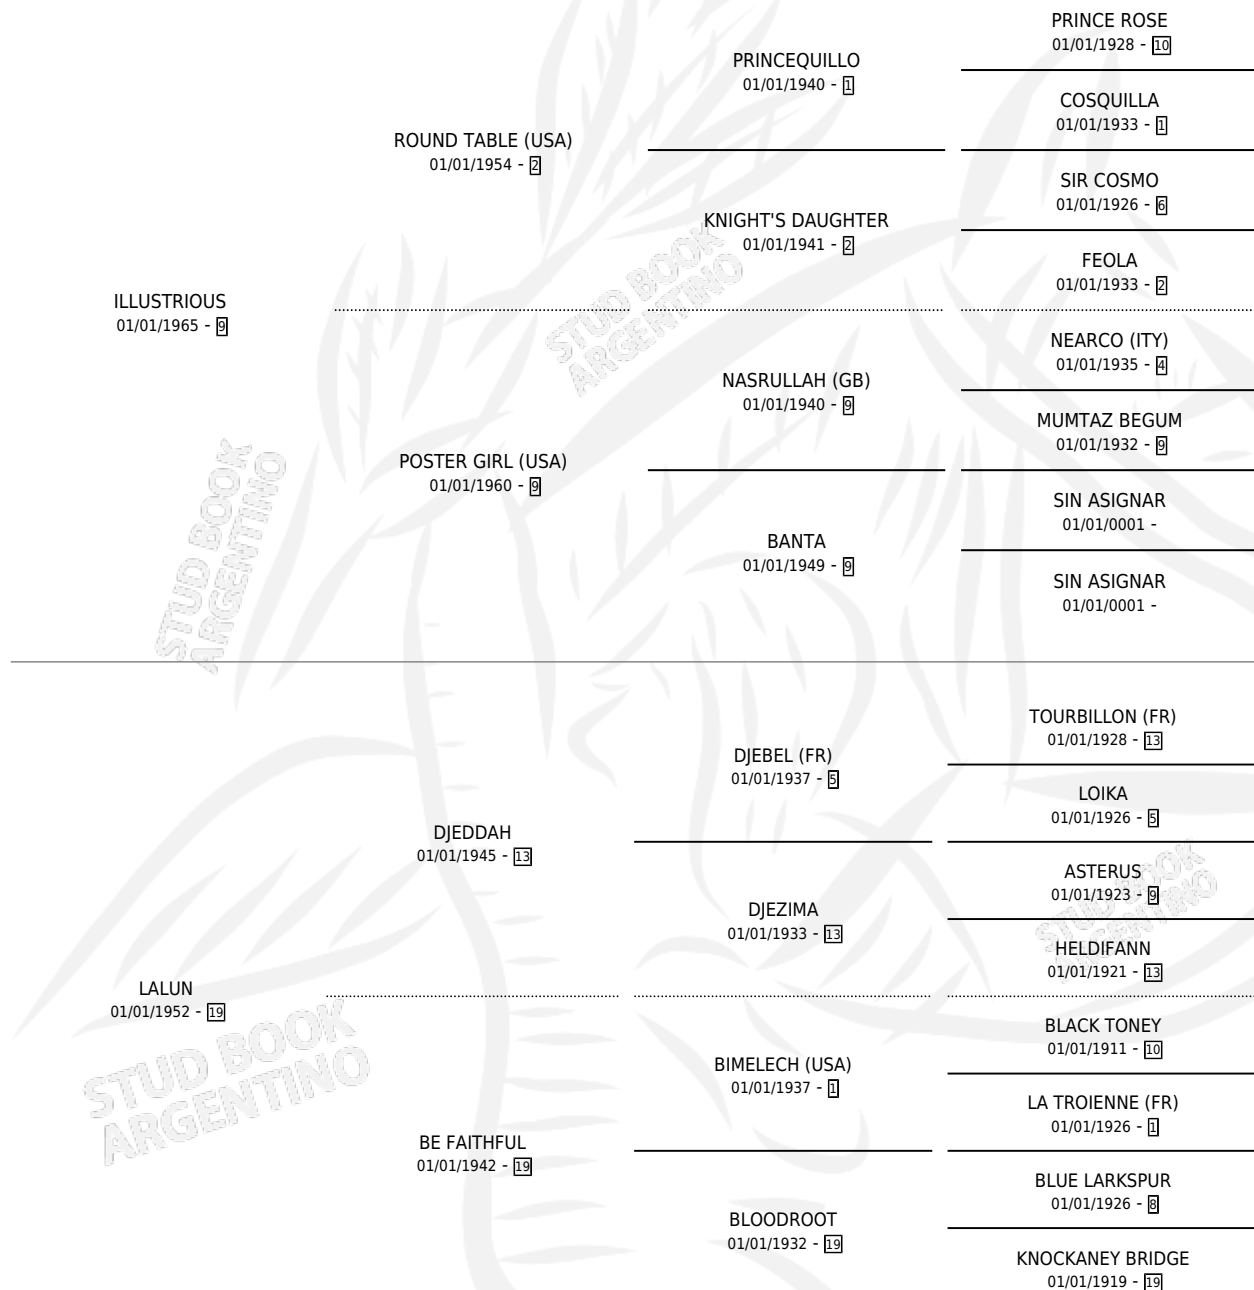 PRINCE ROSE
01/01/1928 - 10
PRINCEQUILLO
01/01/1940 - 1
COSQUILLA
01/01/1933 - 1
ROUND TABLE (USA)
01/01/1954 - 2
SIR COSMO
01/01/1926 - 6
KNIGHT'S DAUGHTER
01/01/1941 - 2
FEOLA
01/01/1933 - 2
ILLUSTRIOUS
01/01/1965 - 9
STUD BOOK
ARGENTINO
NEARCO (ITY)
01/01/1935 - 4
NASRULLAH (GB)
01/01/1940 - 9
MUMTAZ BEGUM
01/01/1932 - 9
POSTER GIRL (USA)
01/01/1960 - 9
SIN ASIGNAR
01/01/0001 -
BANTA
01/01/1949 - 9
SIN ASIGNAR
01/01/0001 -
STUD BOOK
ARGENTINO
TOURBILLON (FR)
01/01/1928 - 13
DJEBEL (FR)
01/01/1937 - 5
LOIKA
01/01/1926 - 5
DJEDDAH
01/01/1945 - 13
ASTERUS
01/01/1923 - 9
DJEZIMA
01/01/1933 - 13
STUD BOOK
ARGENTINO
HELDIFANN
01/01/1921 - 13
LALUN
01/01/1952 - 19
STUD BOOK
ARGENTINO
BLACK TONEY
01/01/1911 - 10
BIMELECH (USA)
01/01/1937 - 1
LA TROIENNE (FR)
01/01/1926 - 1
BE FAITHFUL
01/01/1942 - 19
BLUE LARKSPUR
01/01/1926 - 8
BLOODROOT
01/01/1932 - 19
KNOCKANEY BRIDGE
01/01/1919 - 19